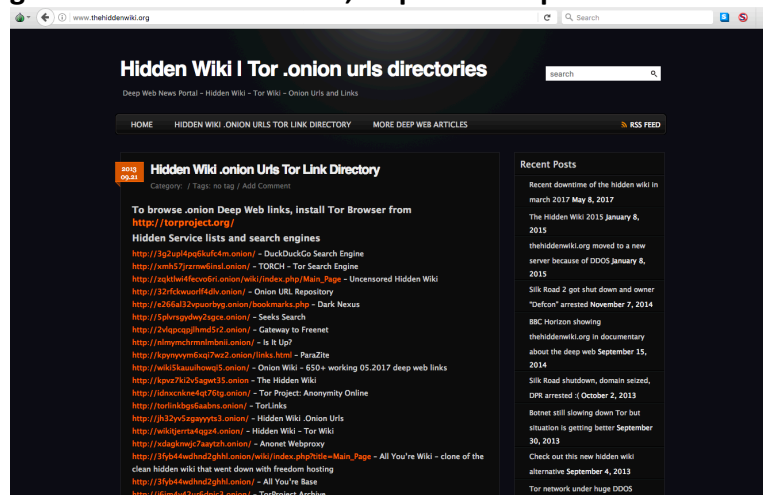 www.thehiddenwiki.org
Search
Hidden Wiki | Tor .onion urls directories
search
Deep Web News Portal – Hidden Wiki – Tor Wiki – Onion Urls and Links
HOME
HIDDEN WIKI .ONION URLS TOR LINK DIRECTORY
MORE DEEP WEB ARTICLES
RSS FEED
2013
09.21
Hidden Wiki .onion Urls Tor Link Directory
Category: / Tags: no tag / Add Comment
To browse .onion Deep Web links, install Tor Browser from
http://torproject.org/
Hidden Service lists and search engines
http://3g2upl4pq6kufc4m.onion/ – DuckDuckGo Search Engine
http://xmh57jrzrnw6insl.onion/ – TORCH – Tor Search Engine
http://zqktlwi4fecvo6ri.onion/wiki/index.php/Main_Page – Uncensored Hidden Wiki
http://32rfckwuorlf4dlv.onion/ – Onion URL Repository
http://e266al32vpuorbyg.onion/bookmarks.php – Dark Nexus
http://5plvrsgydwy2sgce.onion/ – Seeks Search
http://2vlqpcqpjlhmd5r2.onion/ – Gateway to Freenet
http://nlmymchrmnlmbnii.onion/ – Is It Up?
http://kpynyvym6xqi7wz2.onion/links.html – ParaZite
http://wiki5kauuihowqi5.onion/ – Onion Wiki – 650+ working 05.2017 deep web links
http://kpvz7ki2v5agwt35.onion – The Hidden Wiki
http://idnxcnkne4qt76tg.onion/ – Tor Project: Anonymity Online
http://torlinkbgs6aabns.onion/ – TorLinks
http://jh32yv5zgayyyts3.onion/ – Hidden Wiki .Onion Urls
http://wikitjerrta4qgz4.onion/ – Hidden Wiki – Tor Wiki
http://xdagknwjc7aaytzh.onion/ – Anonet Webproxy
http://3fyb44wdhnd2ghhl.onion/wiki/index.php?title=Main_Page – All You're Wiki – clone of the
clean hidden wiki that went down with freedom hosting
http://3fyb44wdhnd2ghhl.onion/ – All You're Base
– TorProject Archive
Recent Posts
Recent downtime of the hidden wiki in
march 2017 May 8, 2017
The Hidden Wiki 2015 January 8,
2015
thehiddenwiki.org moved to a new
server because of DDOS January 8,
2015
Silk Road 2 got shut down and owner
"Defcon" arrested November 7, 2014
BBC Horizon showing
thehiddenwiki.org in documentary
about the deep web September 15,
2014
Silk Road shutdown, domain seized,
DPR arrested :( October 2, 2013
Botnet still slowing down Tor but
situation is getting better September
30, 2013
Check out this new hidden wiki
alternative September 4, 2013
Tor network under huge DDOS